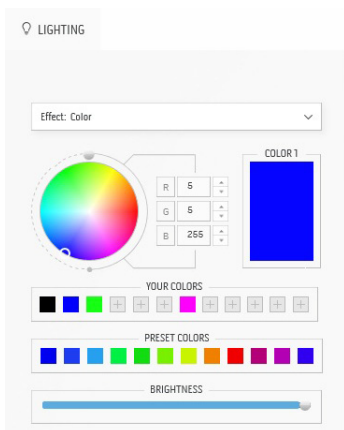 LIGHTING
Effect: Color
COLOR 1
R 5
G 5
B 255
YOUR COLORS
PRESET COLORS
BRIGHTNESS